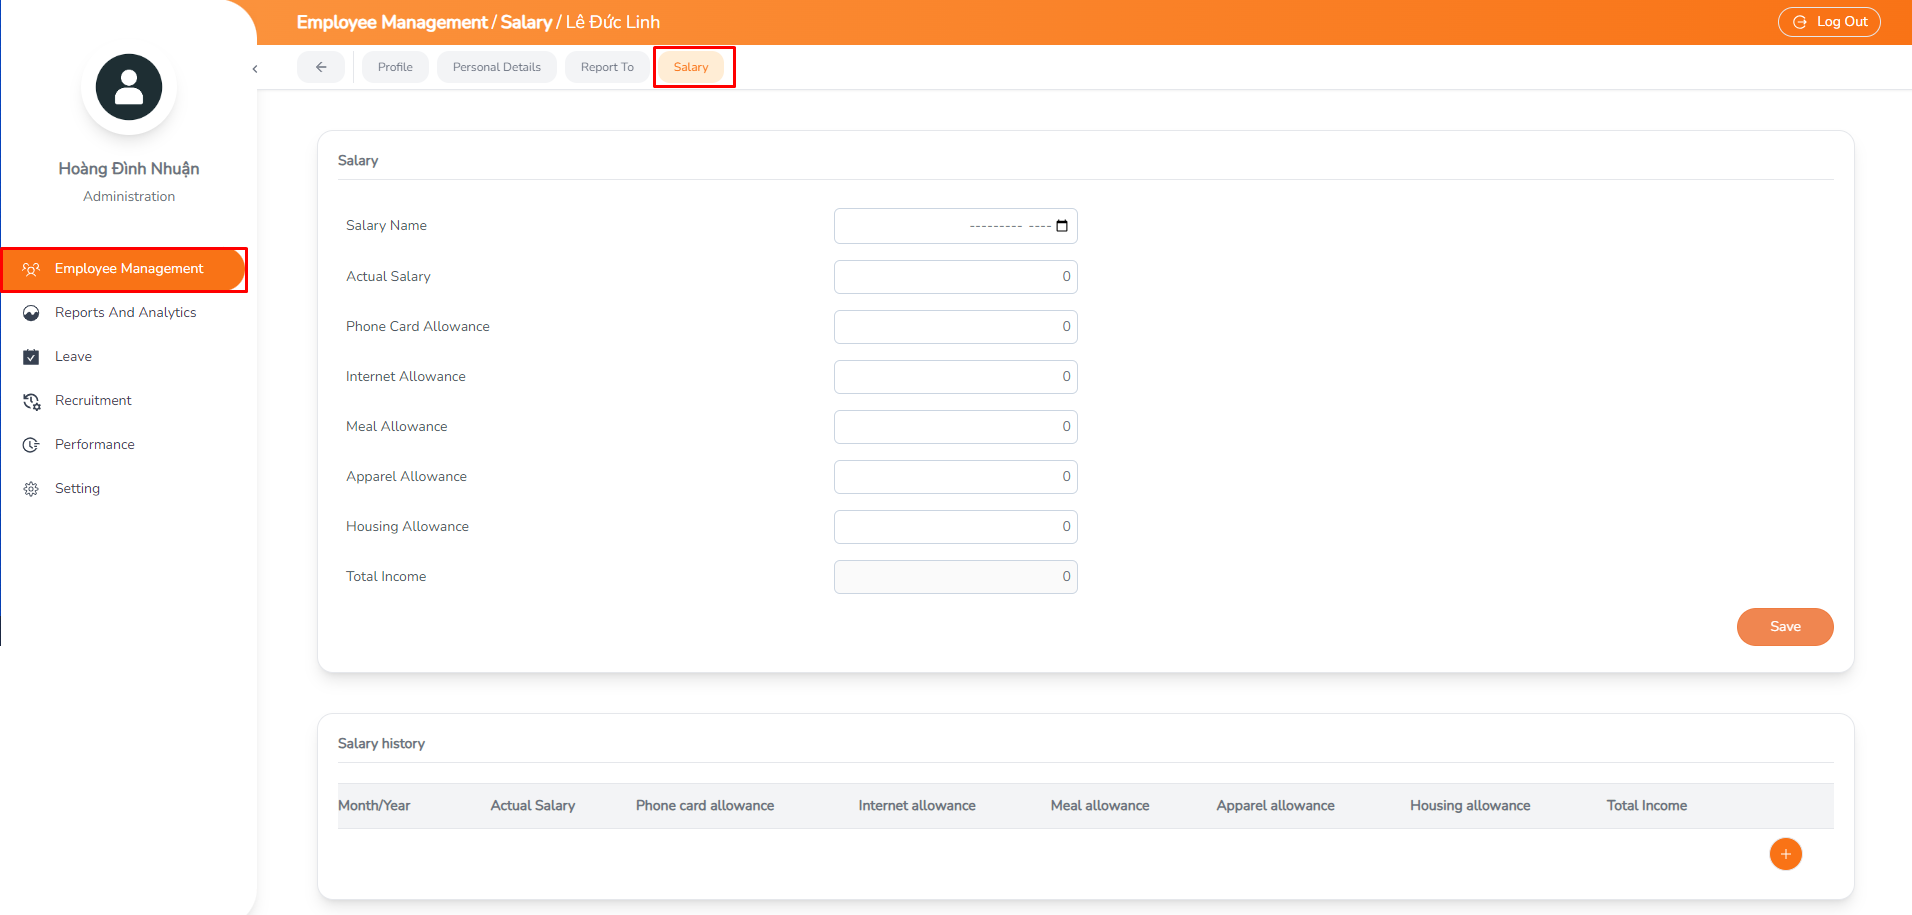 Employee Management / Salary / Lê Đức Linh
Log Out
Profile
Personal Details
Report To
Salary
Hoàng Đình Nhuận
Administration
Employee Management
Reports And Analytics
Leave
Recruitment
Performance
Setting
Salary
Salary Name
--------- ----
Actual Salary
0
Phone Card Allowance
0
Internet Allowance
0
Meal Allowance
0
Apparel Allowance
0
Housing Allowance
0
Total Income
0
Save
Salary history
Month/Year Actual Salary Phone card allowance Internet allowance Meal allowance Apparel allowance Housing allowance Total Income